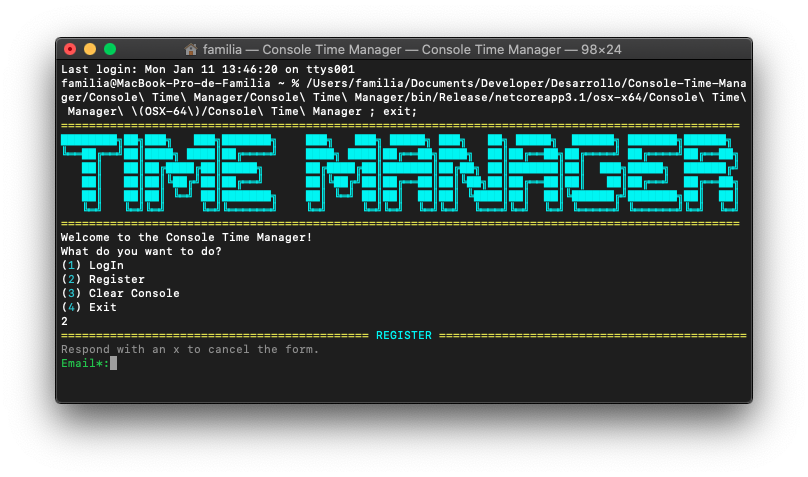 familia — Console Time Manager — Console Time Manager — 98×24
Last login: Mon Jan 11 13:46:20 on ttys001
familia@MacBook-Pro-de-Familia ~ % /Users/familia/Documents/Developer/Desarrollo/Console-Time-Mana
ger/Console\ Time\ Manager/Console\ Time\ Manager/bin/Release/netcoreapp3.1/osx-x64/Console\ Time\
 Manager\ \(OSX-64\)/Console\ Time\ Manager ; exit;
TIME MANAGER
Welcome to the Console Time Manager!
What do you want to do?
(1) LogIn
(2) Register
(3) Clear Console
(4) Exit
2
REGISTER
Respond with an x to cancel the form.
Email*: